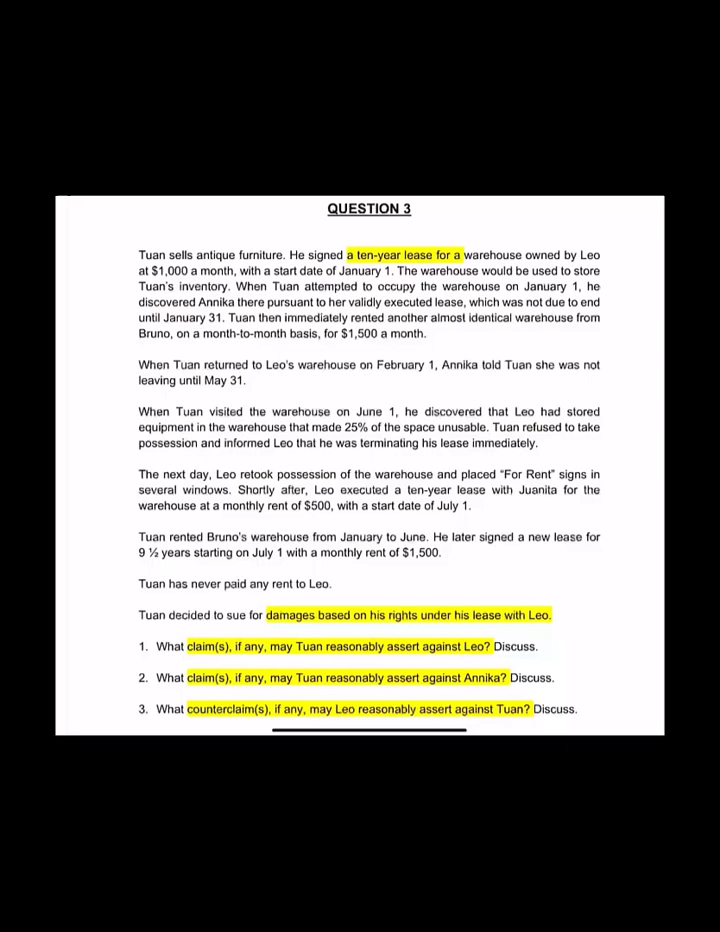 QUESTION 3
Tuan sells antique furniture. He signed a ten-year lease for a warehouse owned by Leo
at $1,000 a month, with a start date of January 1. The warehouse would be used to store
Tuan's inventory. When Tuan attempted to occupy the warehouse on January 1, he
discovered Annika there pursuant to her validly executed lease, which was not due to end
until January 31. Tuan then immediately rented another almost identical warehouse from
Bruno, on a month-to-month basis, for $1,500 a month.
When Tuan returned to Leo's warehouse on February 1, Annika told Tuan she was not
leaving until May 31.
When Tuan visited the warehouse on June 1, he discovered that Leo had stored
equipment in the warehouse that made 25% of the space unusable. Tuan refused to take
possession and informed Leo that he was terminating his lease immediately.
The next day, Leo retook possession of the warehouse and placed "For Rent" signs in
several windows. Shortly after, Leo executed a ten-year lease with Juanita for the
warehouse at a monthly rent of $500, with a start date of July 1.
Tuan rented Bruno's warehouse from January to June. He later signed a new lease for
9 ½ years starting on July 1 with a monthly rent of $1,500.
Tuan has never paid any rent to Leo.
Tuan decided to sue for damages based on his rights under his lease with Leo.
1. What claim(s), if any, may Tuan reasonably assert against Leo? Discuss.
2. What claim(s), if any, may Tuan reasonably assert against Annika? Discuss.
3. What counterclaim(s), if any, may Leo reasonably assert against Tuan? Discuss.